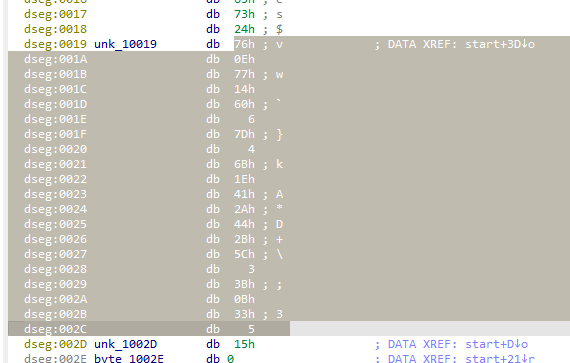 dseg:0017 db 73h ; s
dseg:0018 db 24h ; $
dseg:0019 unk_10019 db 76h ; v ; DATA XREF: start+3D↓o
dseg:001A db 0Eh
dseg:001B db 77h ; w
dseg:001C db 14h
dseg:001D db 60h ; `
dseg:001E db 6
dseg:001F db 7Dh ; }
dseg:0020 db 4
dseg:0021 db 6Bh ; k
dseg:0022 db 1Eh
dseg:0023 db 41h ; A
dseg:0024 db 2Ah ; *
dseg:0025 db 44h ; D
dseg:0026 db 2Bh ; +
dseg:0027 db 5Ch ; \
dseg:0028 db 3
dseg:0029 db 3Bh ; ;
dseg:002A db 0Bh
dseg:002B db 33h ; 3
dseg:002C db 5
dseg:002D unk_1002D db 15h ; DATA XREF: start+D↓o
dseg:002E byte_1002E db 0 ; DATA XREF: start+21↓r